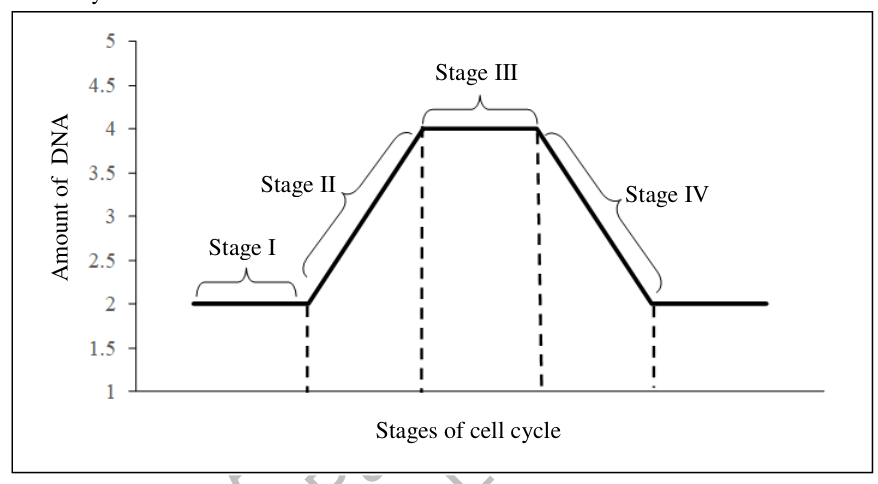 5
4.5
4
3.5
3
2.5
2
1.5
1
Amount of DNA
Stage I
Stage II
Stage III
Stage IV
Stages of cell cycle